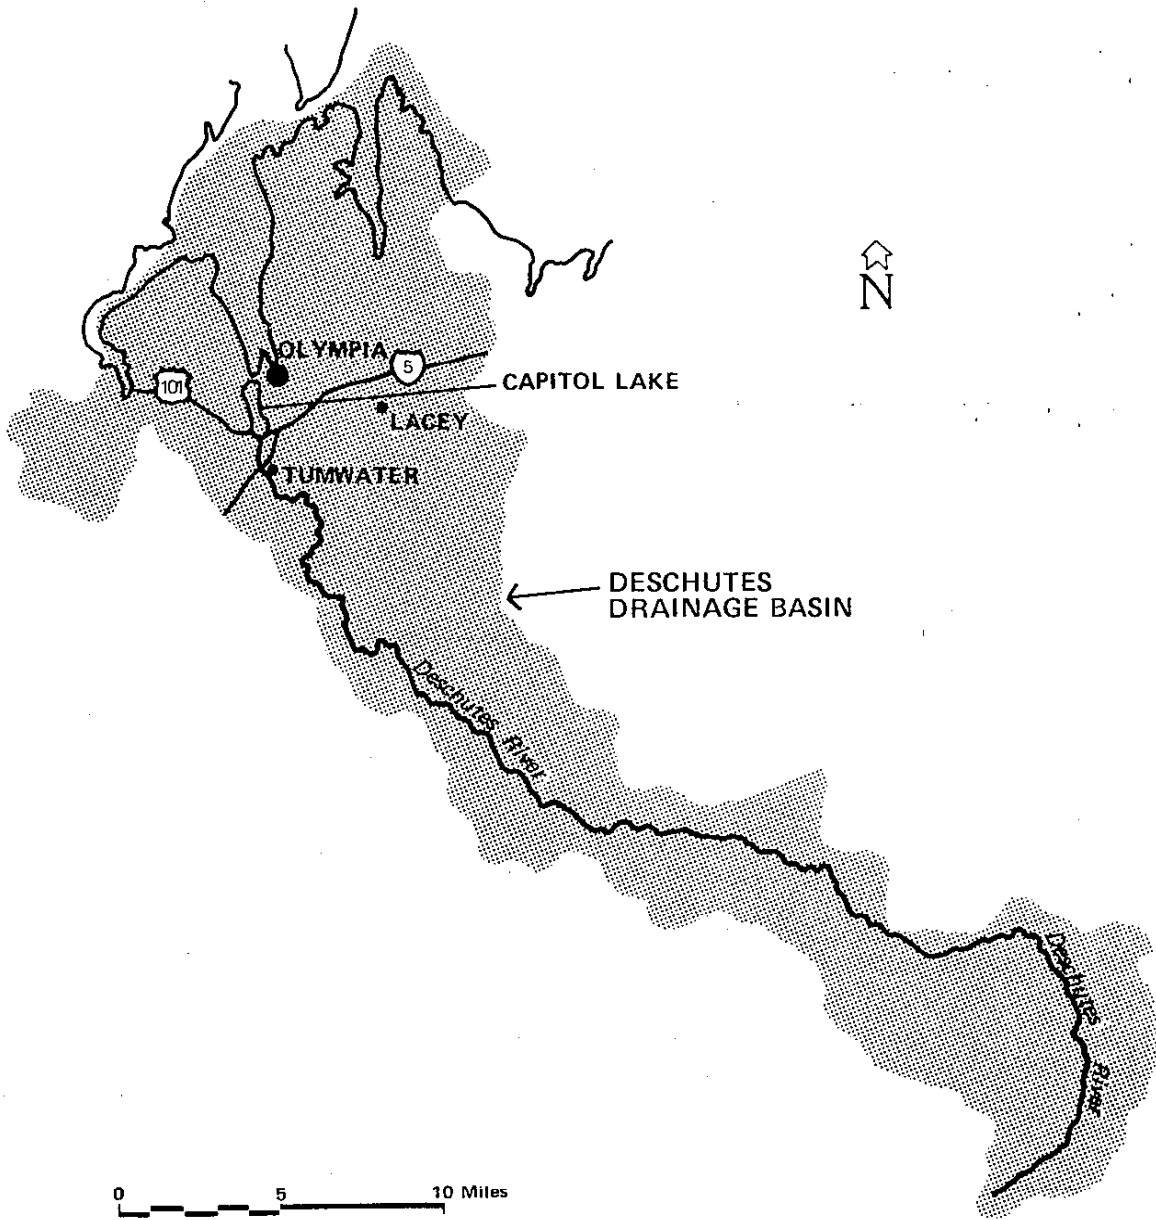 N
OLYMPIA
5
101
CAPITOL LAKE
LACEY
TUMWATER
DESCHUTES
DRAINAGE BASIN
Deschutes River
Deschutes River
0 5 10 Miles